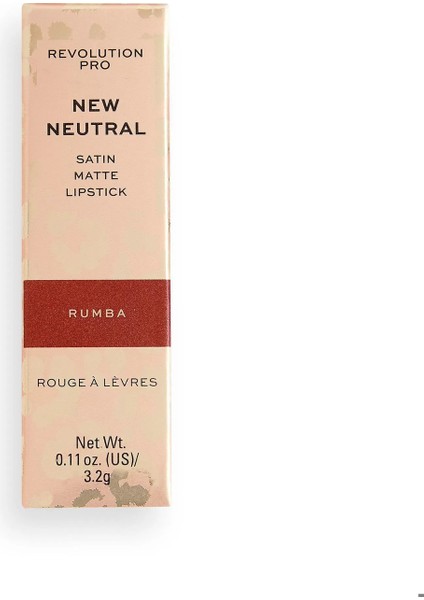 REVOLUTION
PRO
NEW
NEUTRAL
SATIN
MATTE
LIPSTICK
RUMBA
ROUGE À LÈVRES
Net Wt.
0.11 oz. (US)/
3.2g